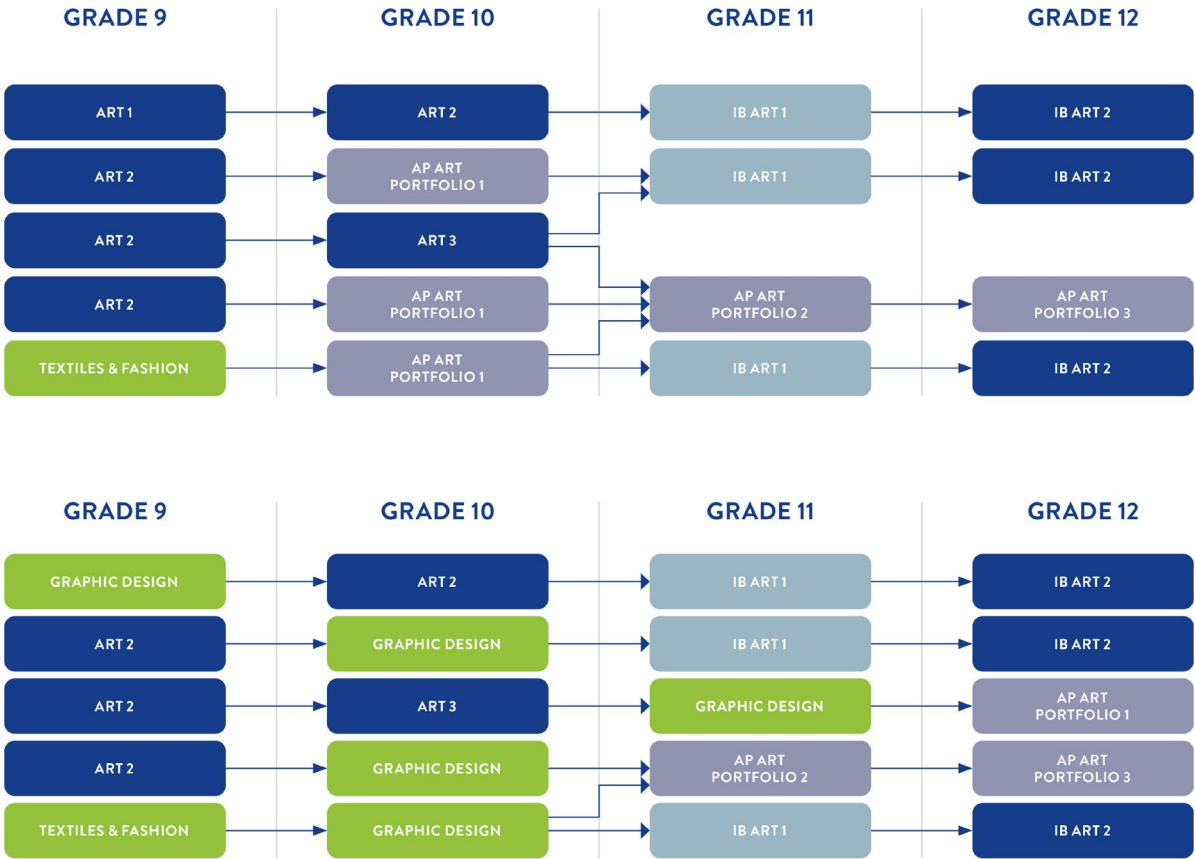 GRADE 9 GRADE 10 GRADE 11 GRADE 12
ART 1 ART 2 IB ART 1 IB ART 2
ART 2 AP ART IB ART 1 IB ART 2
PORTFOLIO 1
ART 2 ART 3
ART 2 AP ART AP ART AP ART
PORTFOLIO 1 PORTFOLIO 2 PORTFOLIO 3
TEXTILES & FASHION AP ART IB ART 1 IB ART 2
PORTFOLIO 1
GRADE 9 GRADE 10 GRADE 11 GRADE 12
GRAPHIC DESIGN ART 2 IB ART 1 IB ART 2
ART 2 GRAPHIC DESIGN IB ART 1 IB ART 2
ART 2 ART 3 GRAPHIC DESIGN AP ART
PORTFOLIO 1
ART 2 GRAPHIC DESIGN AP ART AP ART
PORTFOLIO 2 PORTFOLIO 3
TEXTILES & FASHION GRAPHIC DESIGN IB ART 1 IB ART 2